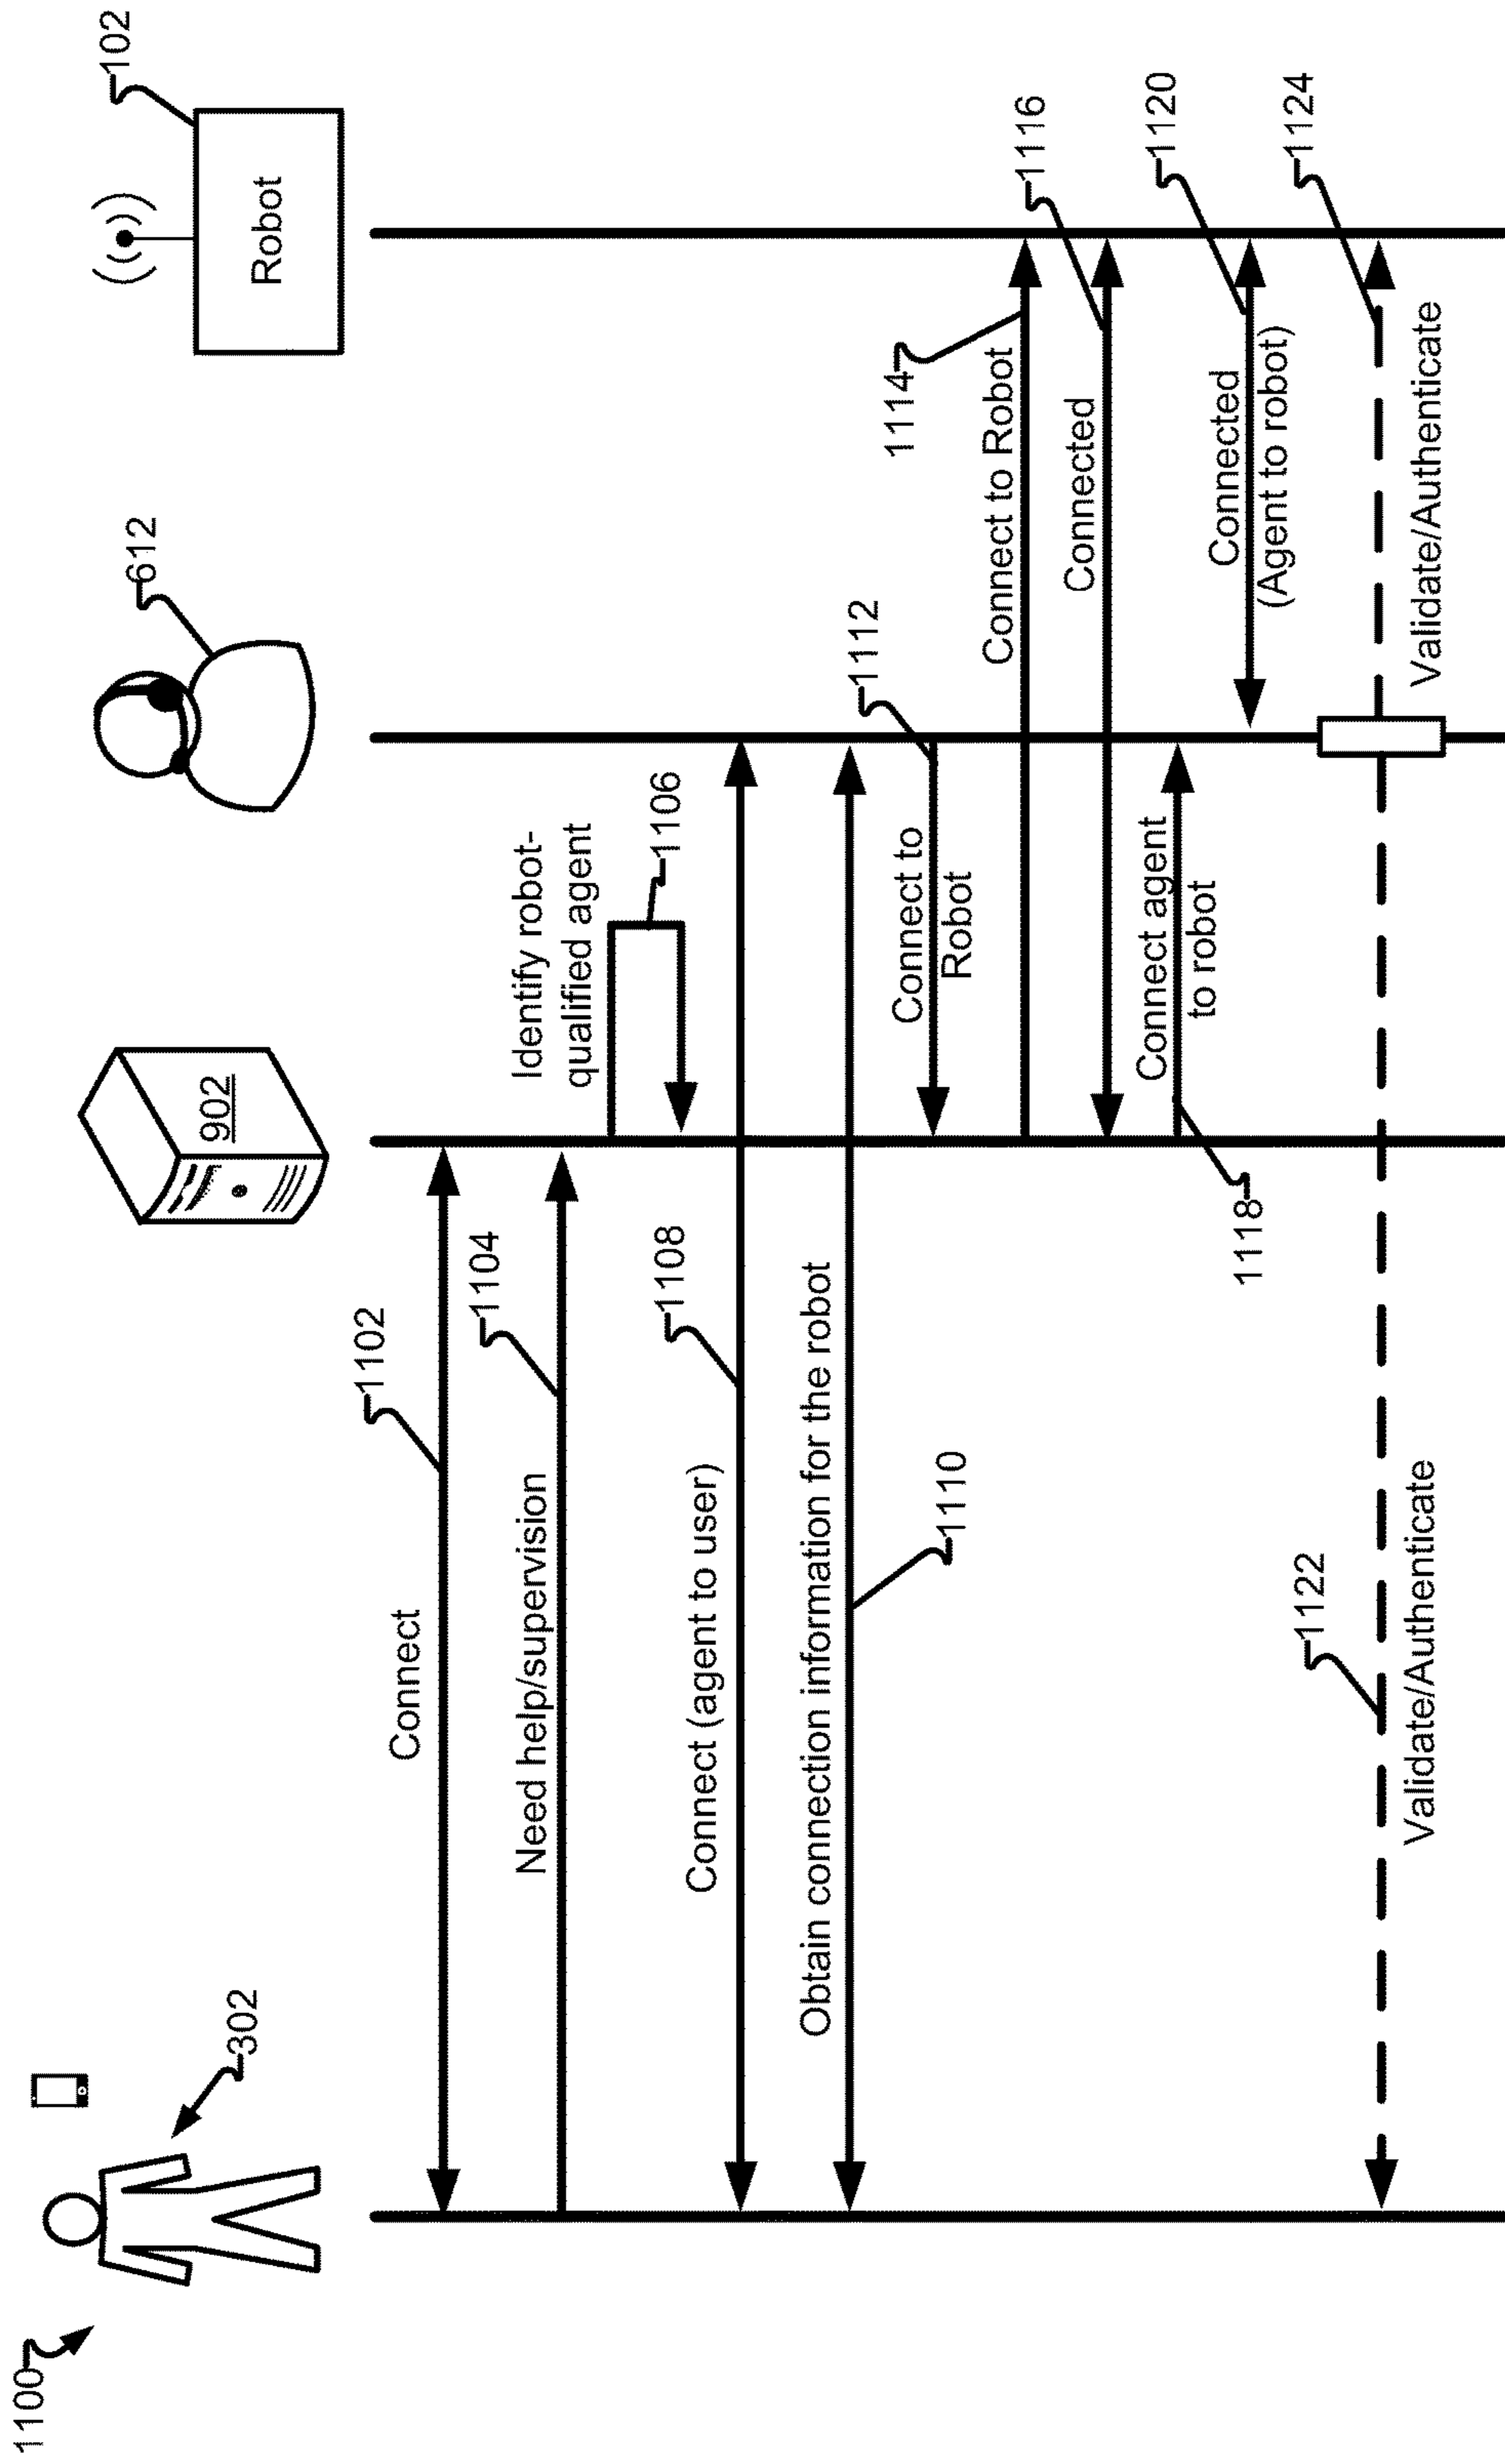 1100
302
902
612
102
Robot
1102
Connect
1104
Need help/supervision
Identify robot-
qualified agent
1106
1108
Connect (agent to user)
Obtain connection information for the robot
1110
1112
Connect to
Robot
1114
Connect to Robot
1116
Connected
Connect agent
to robot
1118
1120
Connected
(Agent to robot)
1122
Validate/Authenticate
1124
Validate/Authenticate